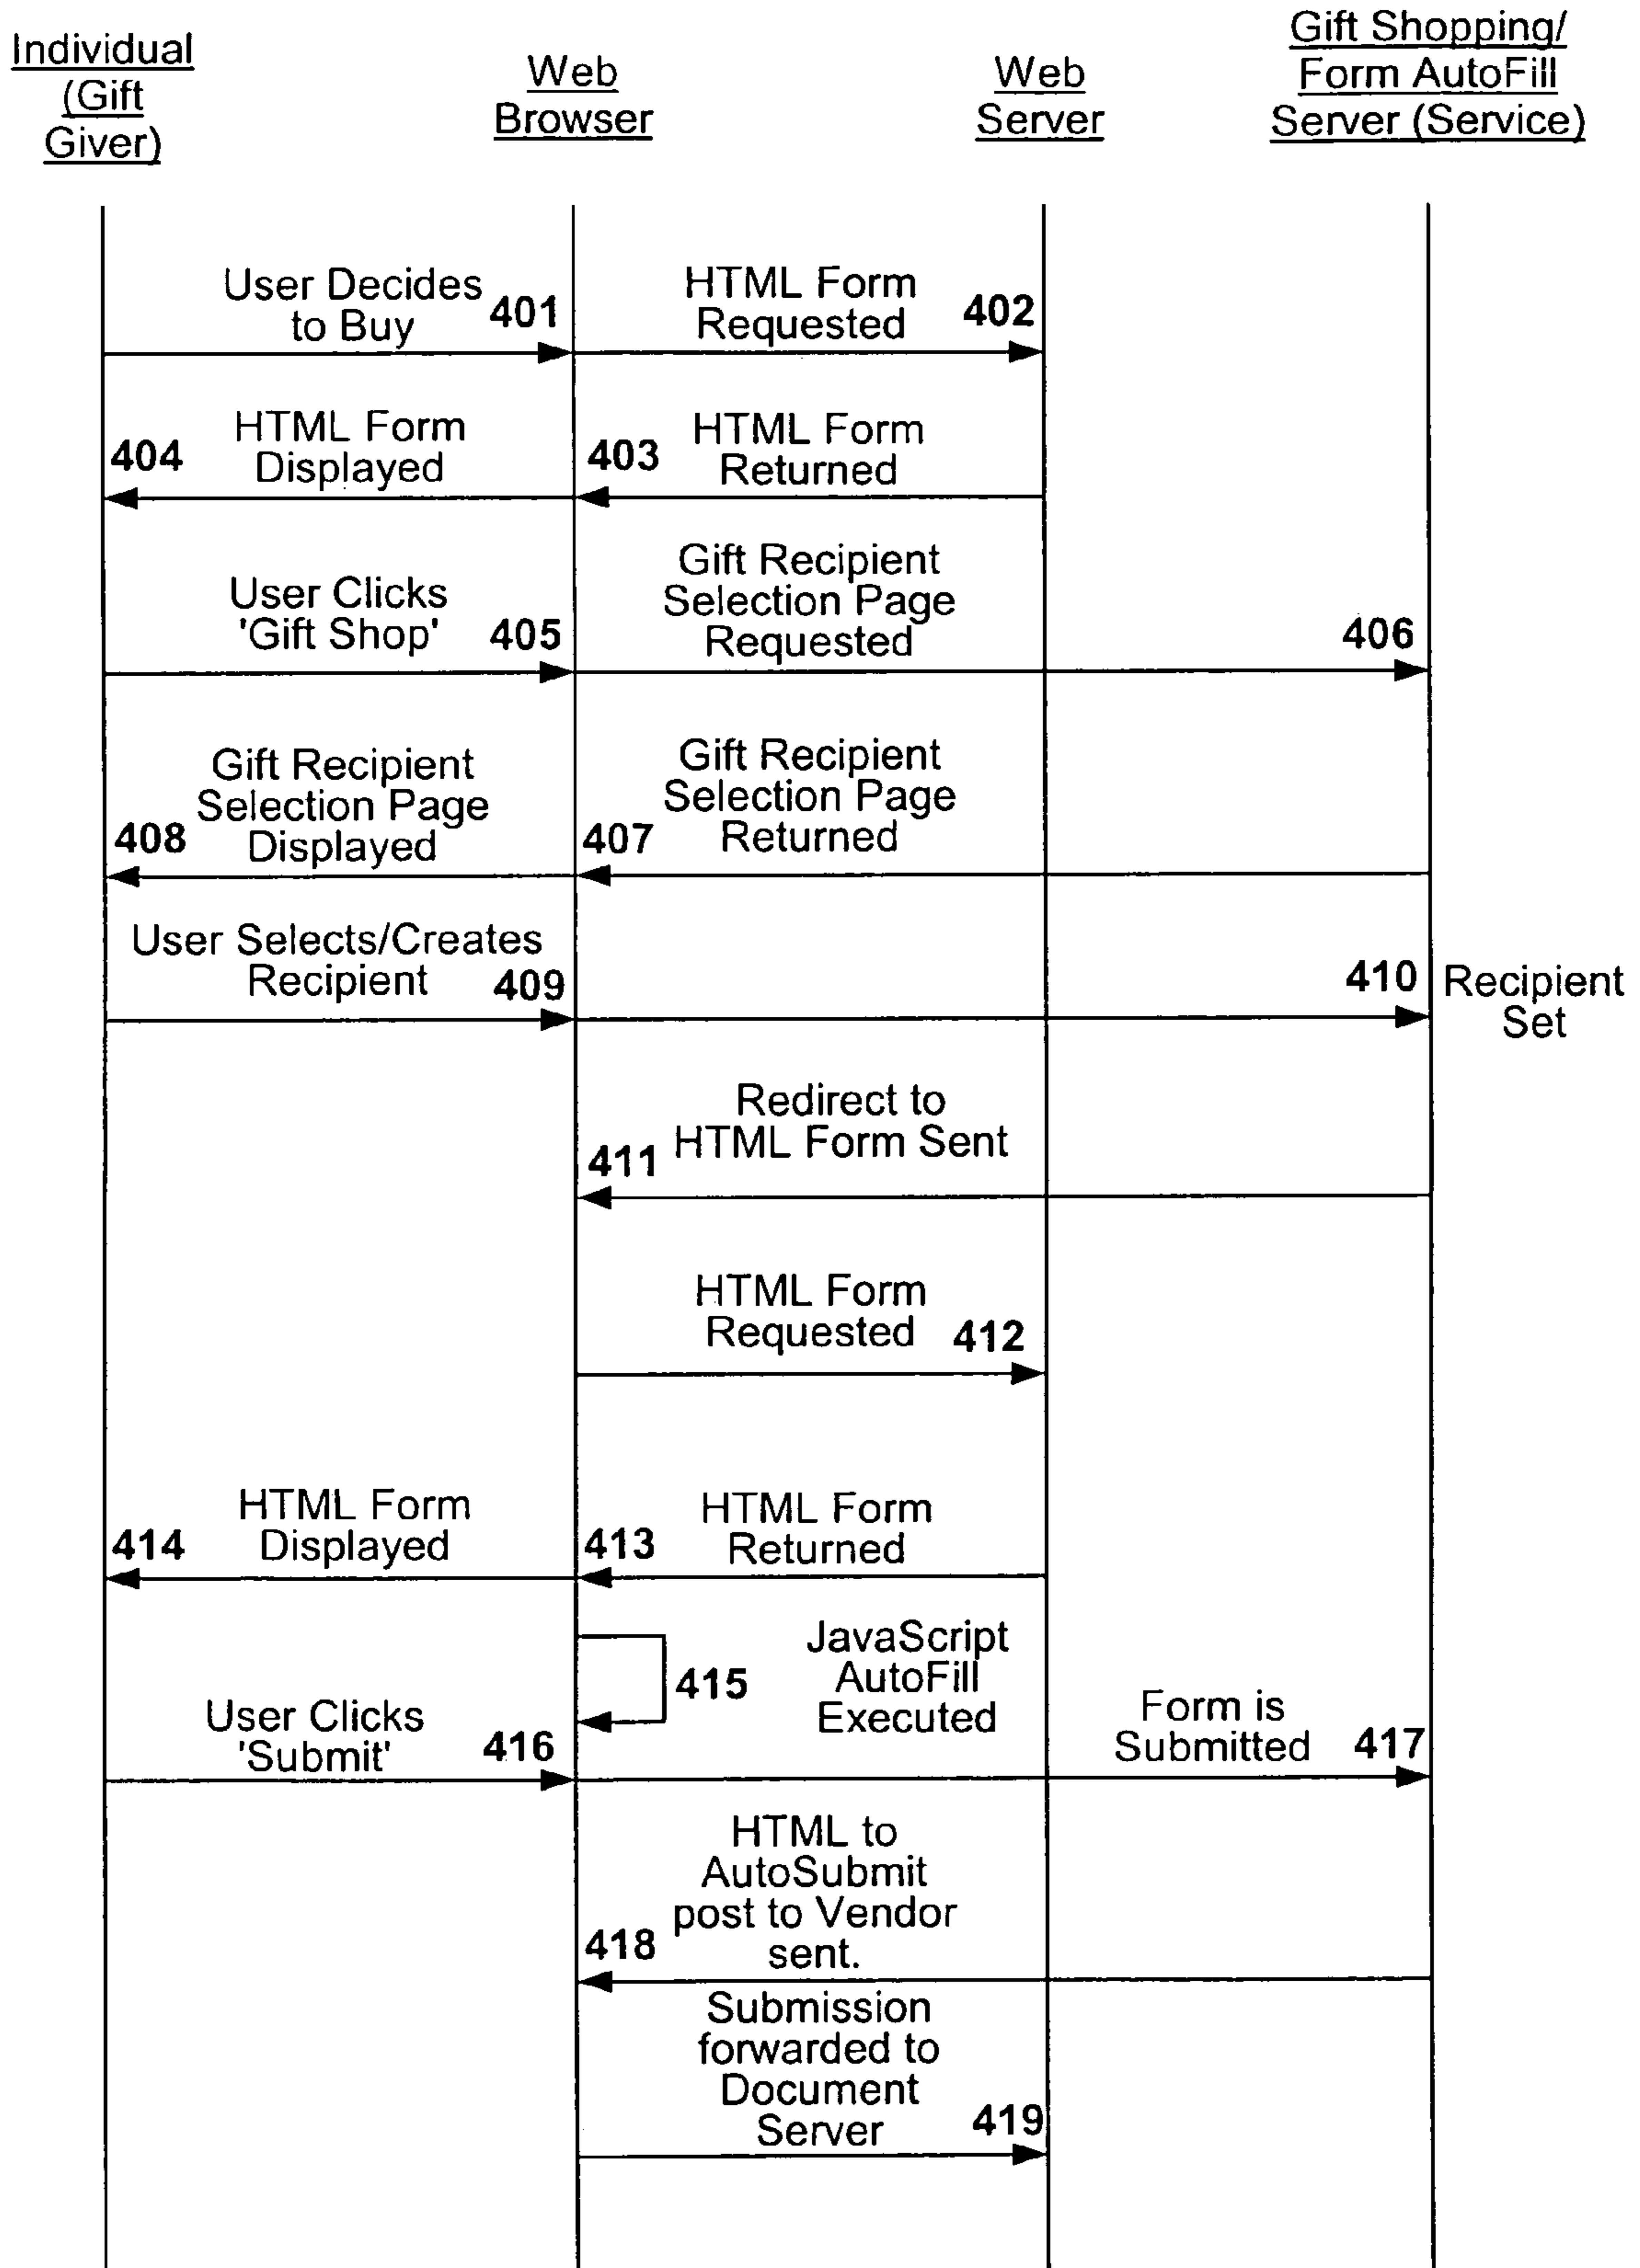 Individual
(Gift
Giver)
Web
Browser
Web
Server
Gift Shopping/
Form AutoFill
Server (Service)
User Decides
to Buy
401
HTML Form
Requested
402
404
HTML Form
Displayed
403
HTML Form
Returned
User Clicks
'Gift Shop'
405
Gift Recipient
Selection Page
Requested
406
408
Gift Recipient
Selection Page
Displayed
407
Gift Recipient
Selection Page
Returned
User Selects/Creates
Recipient
409
410
Recipient
Set
411
Redirect to
HTML Form Sent
HTML Form
Requested
412
414
HTML Form
Displayed
413
HTML Form
Returned
415
JavaScript
AutoFill
Executed
User Clicks
'Submit'
416
Form is
Submitted
417
418
HTML to
AutoSubmit
post to Vendor
sent.
Submission
forwarded to
Document
Server
419